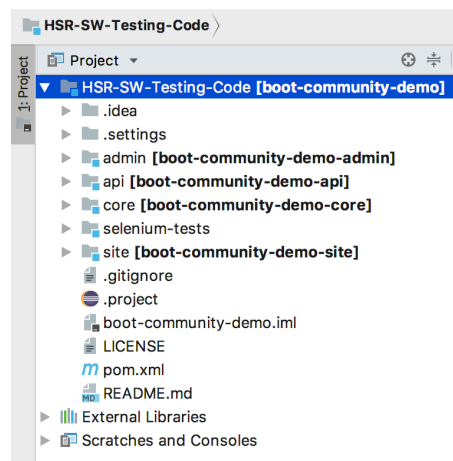 HSR-SW-Testing-Code
1: Project
Project
HSR-SW-Testing-Code [boot-community-demo]
.idea
.settings
admin [boot-community-demo-admin]
api [boot-community-demo-api]
core [boot-community-demo-core]
selenium-tests
site [boot-community-demo-site]
.gitignore
.project
boot-community-demo.iml
LICENSE
m pom.xml
MD README.md
External Libraries
Scratches and Consoles